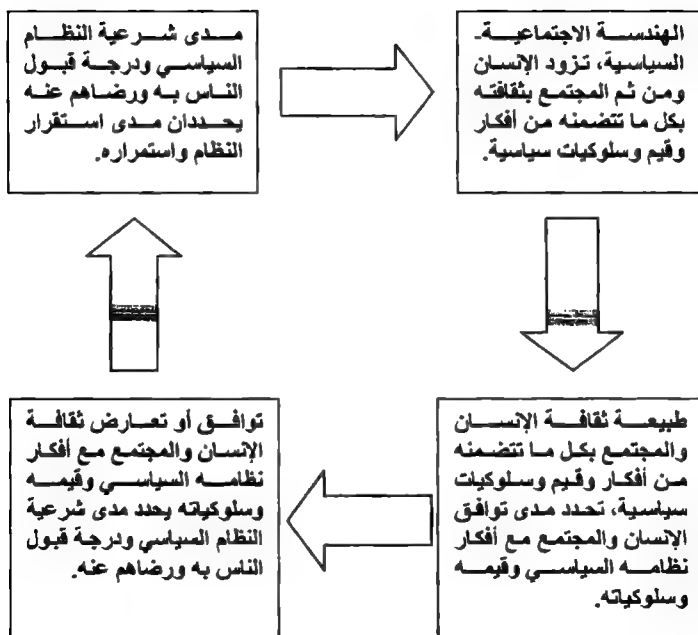 الهندسة الاجتماعية-
السياسية، تزود الإنسان
ومن ثم المجتمع بثقافته
بكل ما تتضمنه من أفكار
وقيم وسلوكيات سياسية.
طبيعة ثقافة الإنسان
والمجتمع بكل ما تتضمنه
من أفكار وقيم وسلوكيات
سياسية، تحدد مدى توافق
الإنسان والمجتمع مع أفكار
نظامه السياسي وقيمه
وسلوكياته.
توافق أو تعارض ثقافة
الإنسان والمجتمع مع أفكار
نظامه السياسي وقيمه
وسلوكياته يحدد مدى شرعية
النظام السياسي ودرجة قبول
الناس به ورضاهم عنه.
مدى شرعية النظام
السياسي ودرجة قبول
الناس به ورضاهم عنه
يحددان مدى استقرار
النظام واستمراره.